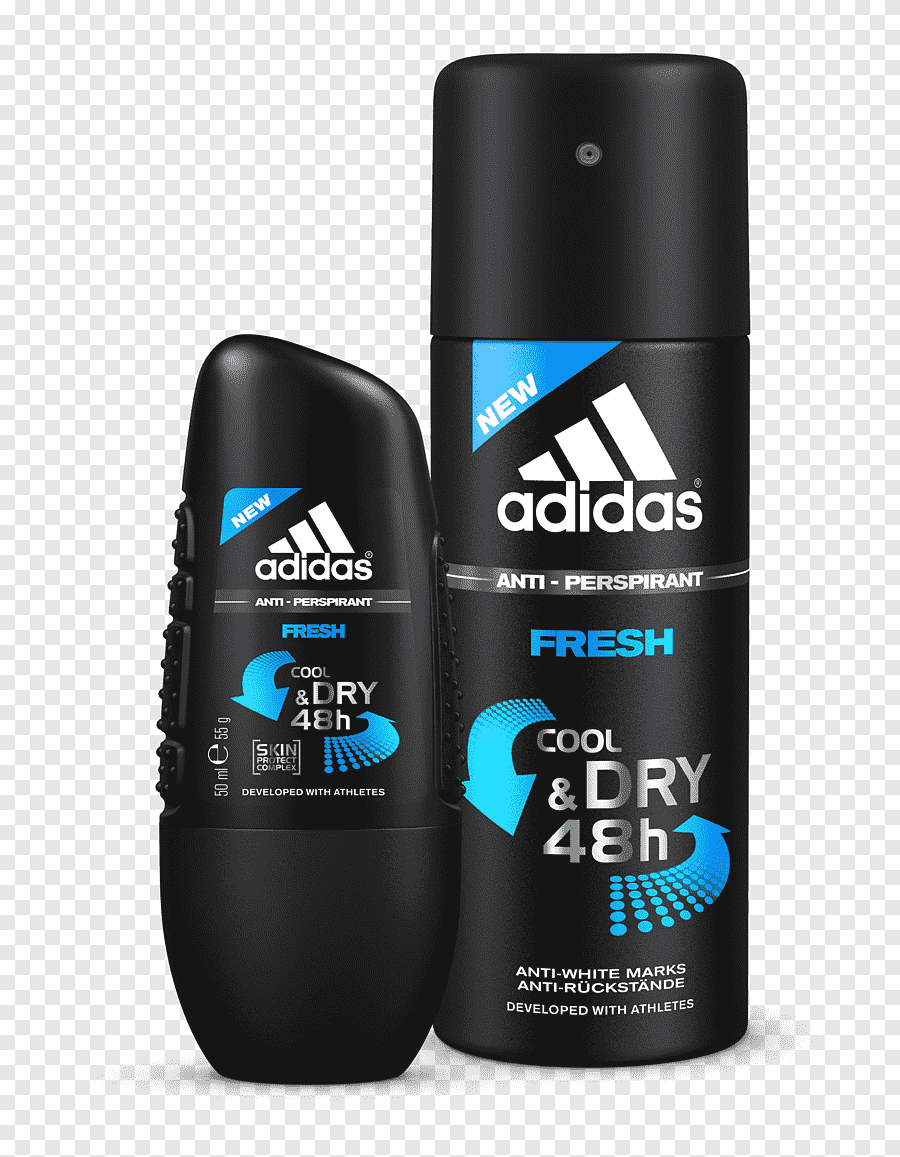 NEW
adidas®
ANTI - PERSPIRANT
FRESH
COOL
& DRY
48h
SKIN
PROTECT
COMPLEX
50 ml ℮ 55 g
DEVELOPED WITH ATHLETES
NEW
adidas®
ANTI - PERSPIRANT
FRESH
COOL
& DRY
48h
ANTI-WHITE MARKS
ANTI-RÜCKSTÄNDE
DEVELOPED WITH ATHLETES